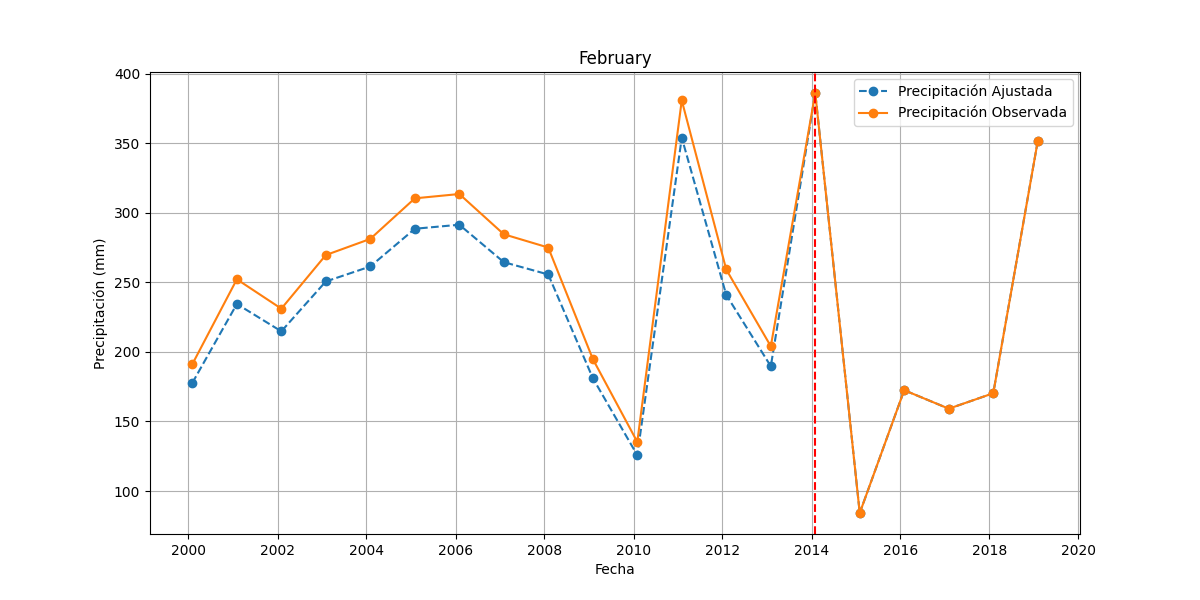 February
Precipitación Ajustada
Precipitación Observada
Precipitación (mm)
400
350
300
250
200
150
100
2000 2002 2004 2006 2008 2010 2012 2014 2016 2018 2020
Fecha